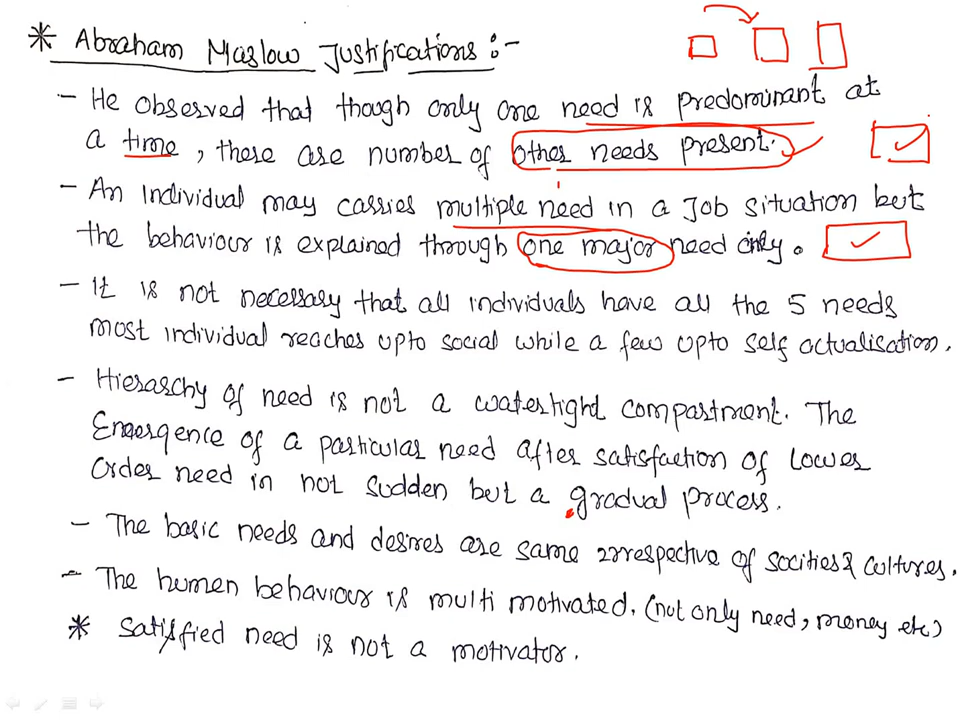 * Abraham Maslow Justifications :-
- He observed that though only one need is predominant at
a time, there are number of other needs present.
- An individual may carries multiple need in a Job situation but
the behaviour is explained through one major need only.
- It is not necessary that all individuals have all the 5 needs
most individual reaches upto social while a few upto self actualisation.
- Hierarchy of need is not a watertight compartment. The
Emergence of a particular need after satisfaction of lower
order need in not sudden but a gradual process.
- The basic needs and desires are same irrespective of socities & cultures.
- The human behaviour is multi motivated. (not only need, money etc)
* Satisfied need is not a motivator.